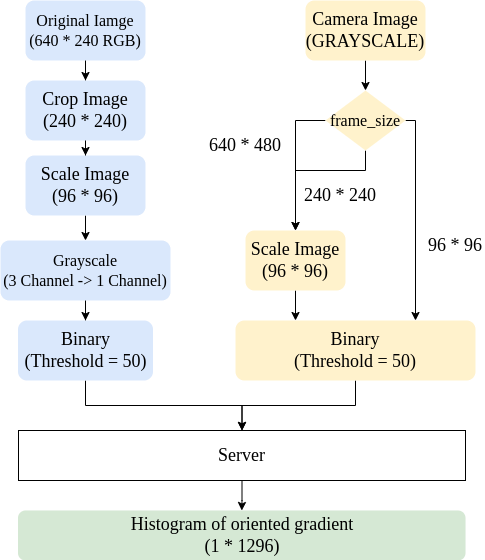 Original Iamge
(640 * 240 RGB)
Crop Image
(240 * 240)
Scale Image
(96 * 96)
Grayscale
(3 Channel -> 1 Channel)
Binary
(Threshold = 50)
Camera Image
(GRAYSCALE)
frame_size
640 * 480
240 * 240
96 * 96
Scale Image
(96 * 96)
Binary
(Threshold = 50)
Server
Histogram of oriented gradient
(1 * 1296)